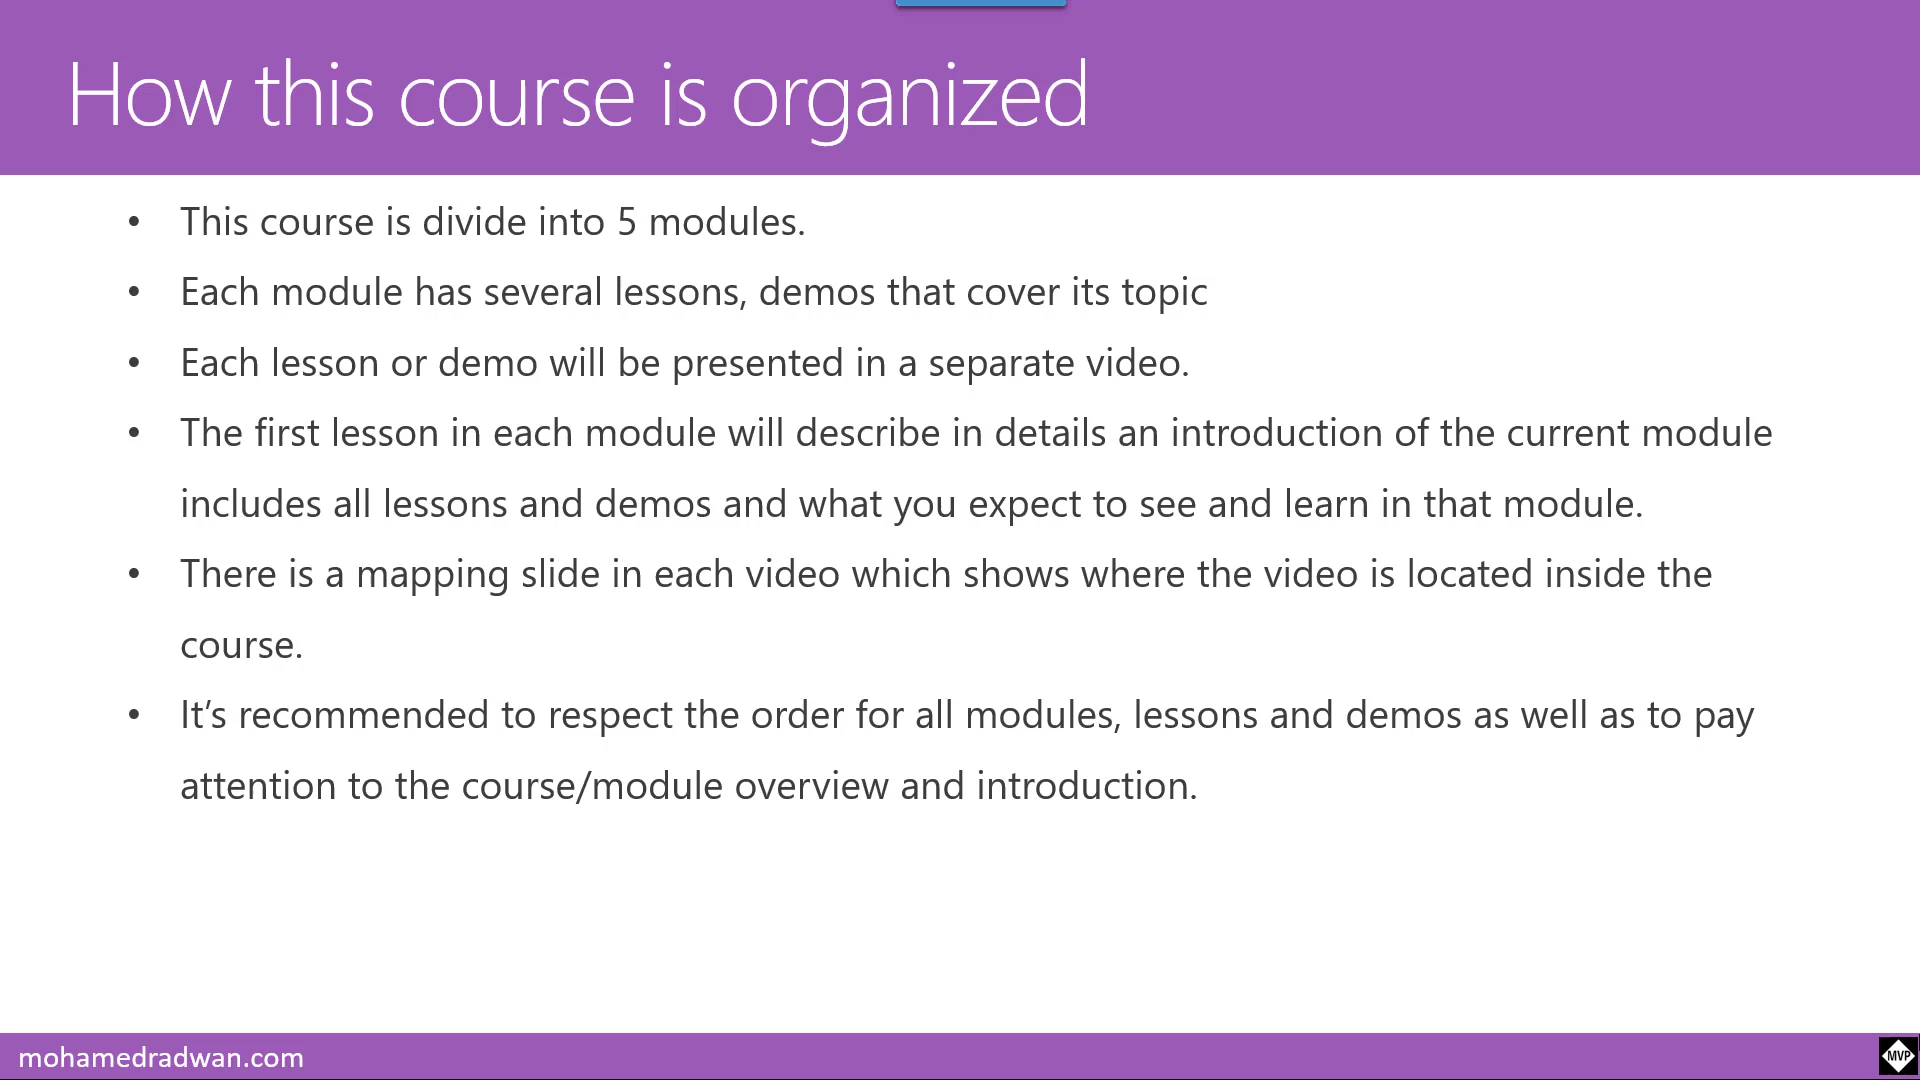 How this course is organized
• This course is divide into 5 modules.
• Each module has several lessons, demos that cover its topic
• Each lesson or demo will be presented in a separate video.
• The first lesson in each module will describe in details an introduction of the current module
includes all lessons and demos and what you expect to see and learn in that module.
• There is a mapping slide in each video which shows where the video is located inside the
course.
• It’s recommended to respect the order for all modules, lessons and demos as well as to pay
attention to the course/module overview and introduction.
mohamedradwan.com
MVP